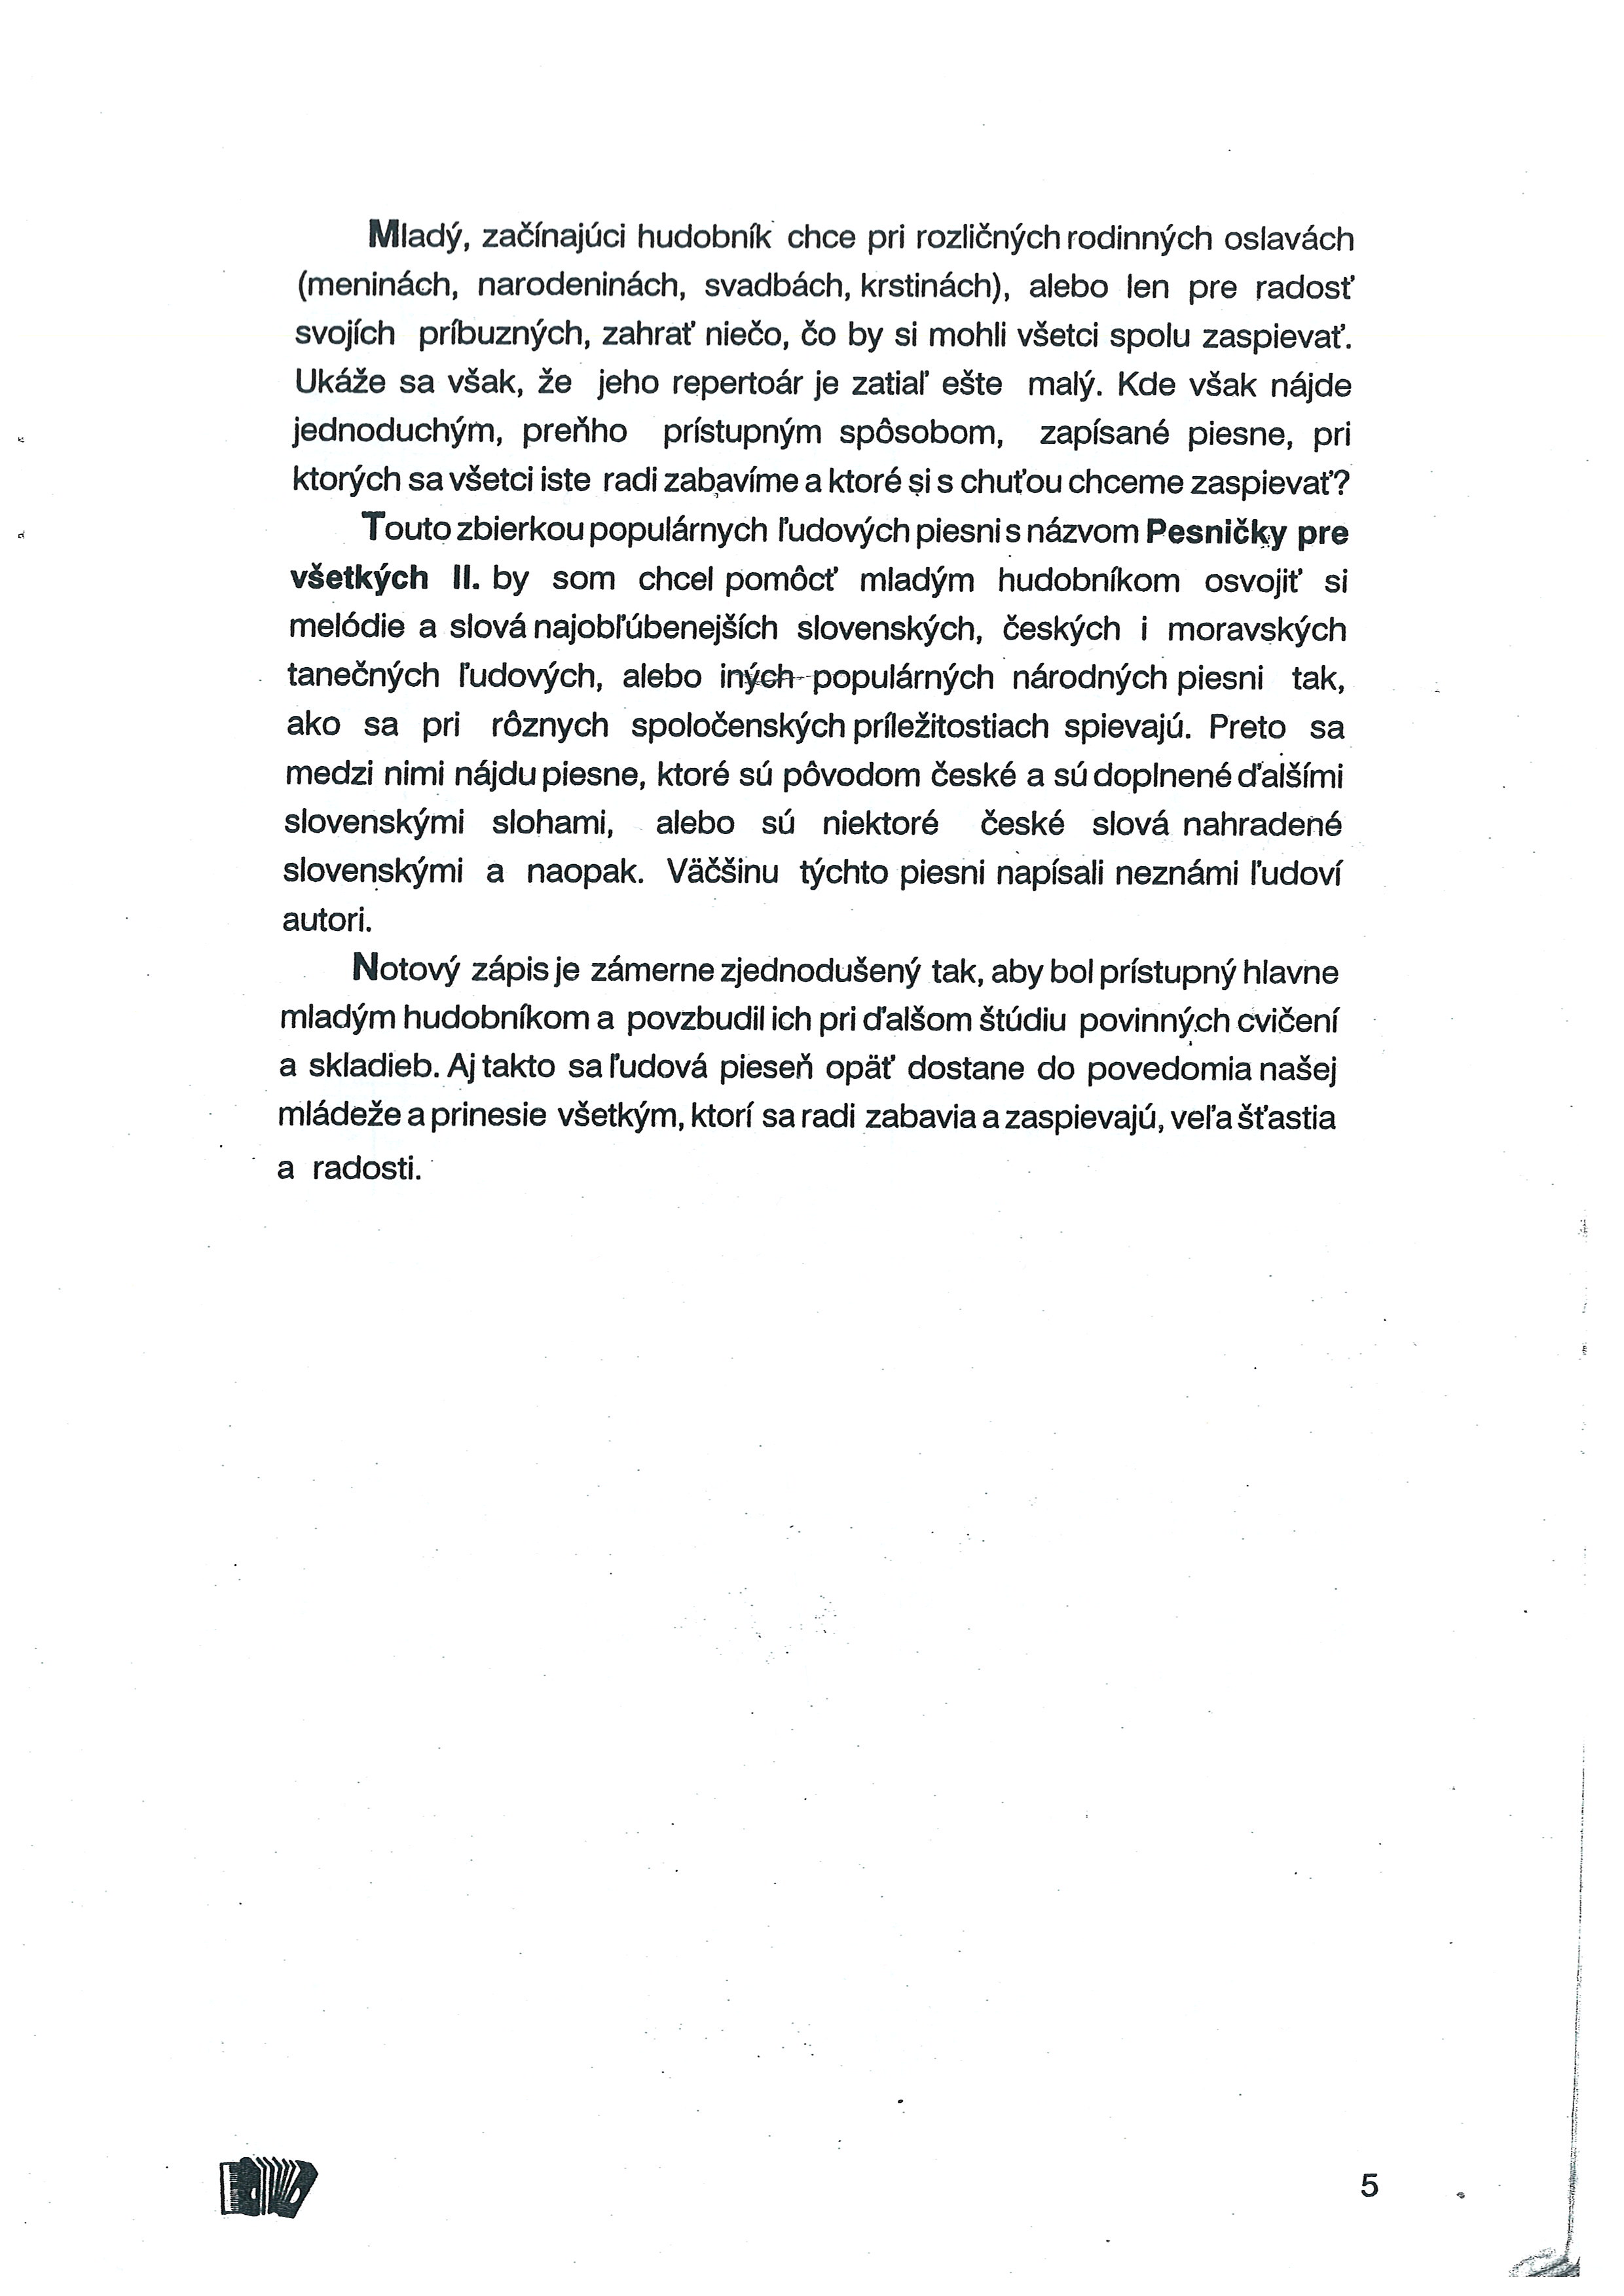 Mladý, začínajúci hudobník chce pri rozličných rodinných oslavách
(meninách, narodeninách, svadbách, krstinách), alebo len pre radosť
svojích príbuzných, zahrať niečo, čo by si mohli všetci spolu zaspievať.
Ukáže sa však, že jeho repertoár je zatiaľ ešte malý. Kde však nájde
jednoduchým, preňho prístupným spôsobom, zapísané piesne, pri
ktorých sa všetci iste radi zabavíme a ktoré si s chuťou chceme zaspievať?
Touto zbierkou populárnych ľudových piesni s názvom Pesničky pre
všetkých II. by som chcel pomôcť mladým hudobníkom osvojiť si
melódie a slová najobľúbenejších slovenských, českých i moravských
tanečných ľudových, alebo iných populárných národných piesni tak,
ako sa pri rôznych spoločenských príležitostiach spievajú. Preto sa
medzi nimi nájdu piesne, ktoré sú pôvodom české a sú doplnené ďalšími
slovenskými slohami, alebo sú niektoré české slová nahradené
slovenskými a naopak. Väčšinu týchto piesni napísali neznámi ľudoví
autori.
Notový zápis je zámerne zjednodušený tak, aby bol prístupný hlavne
mladým hudobníkom a povzbudil ich pri ďalšom štúdiu povinných cvičení
a skladieb. Aj takto sa ľudová pieseň opäť dostane do povedomia našej
mládeže a prinesie všetkým, ktorí sa radi zabavia a zaspievajú, veľa šťastia
a radosti.
5